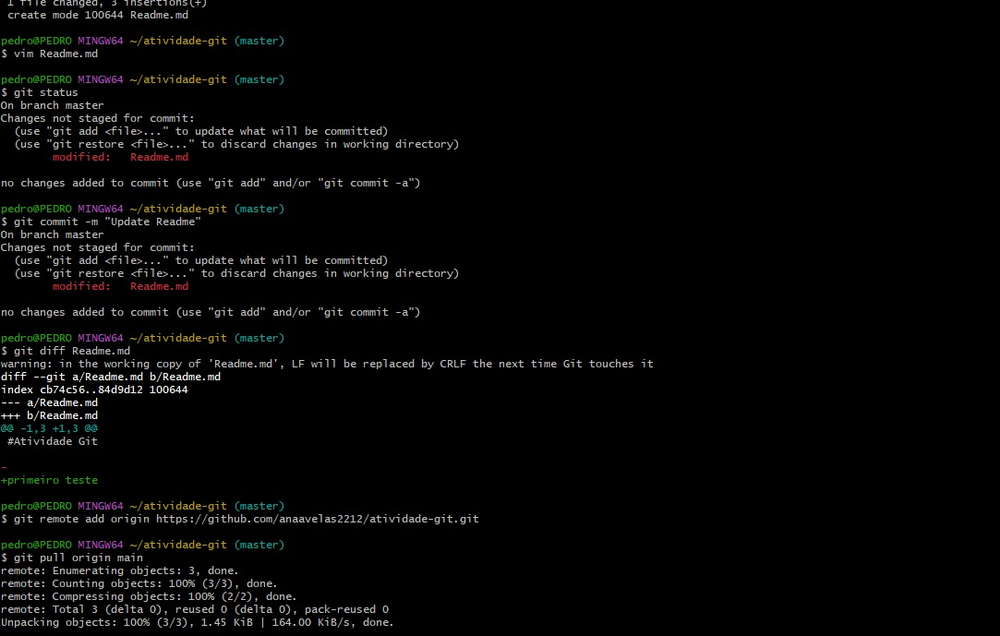 1 file changed, 3 insertions(+)
create mode 100644 Readme.md
pedro@PEDRO MINGW64 ~/atividade-git (master)
$ vim Readme.md
pedro@PEDRO MINGW64 ~/atividade-git (master)
$ git status
On branch master
Changes not staged for commit:
(use "git add <file>..." to update what will be committed)
(use "git restore <file>..." to discard changes in working directory)
modified: Readme.md
no changes added to commit (use "git add" and/or "git commit -a")
pedro@PEDRO MINGW64 ~/atividade-git (master)
$ git commit -m "Update Readme"
On branch master
Changes not staged for commit:
(use "git add <file>..." to update what will be committed)
(use "git restore <file>..." to discard changes in working directory)
modified: Readme.md
no changes added to commit (use "git add" and/or "git commit -a")
pedro@PEDRO MINGW64 ~/atividade-git (master)
$ git diff Readme.md
warning: in the working copy of 'Readme.md', LF will be replaced by CRLF the next time Git touches it
diff --git a/Readme.md b/Readme.md
index cb74c56..84d9d12 100644
--- a/Readme.md
+++ b/Readme.md
@@ -1,3 +1,3 @@
#Atividade Git
-
+primeiro teste
pedro@PEDRO MINGW64 ~/atividade-git (master)
$ git remote add origin https://github.com/anaavelas2212/atividade-git.git
pedro@PEDRO MINGW64 ~/atividade-git (master)
$ git pull origin main
remote: Enumerating objects: 3, done.
remote: Counting objects: 100% (3/3), done.
remote: Compressing objects: 100% (2/2), done.
remote: Total 3 (delta 0), reused 0 (delta 0), pack-reused 0
Unpacking objects: 100% (3/3), 1.45 KiB | 164.00 KiB/s, done.